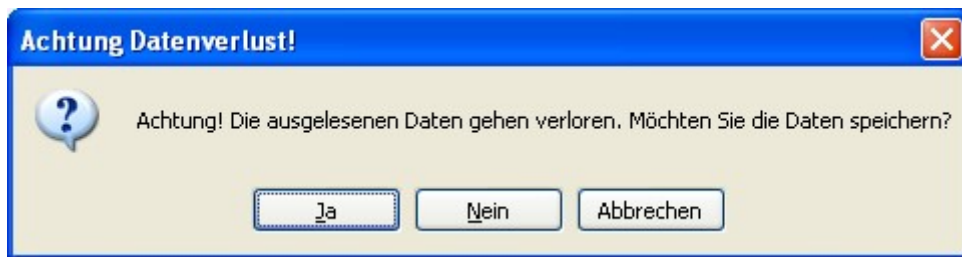 Achtung Datenverlust!
Achtung! Die ausgelesenen Daten gehen verloren. Möchten Sie die Daten speichern?
Ja
Nein
Abbrechen